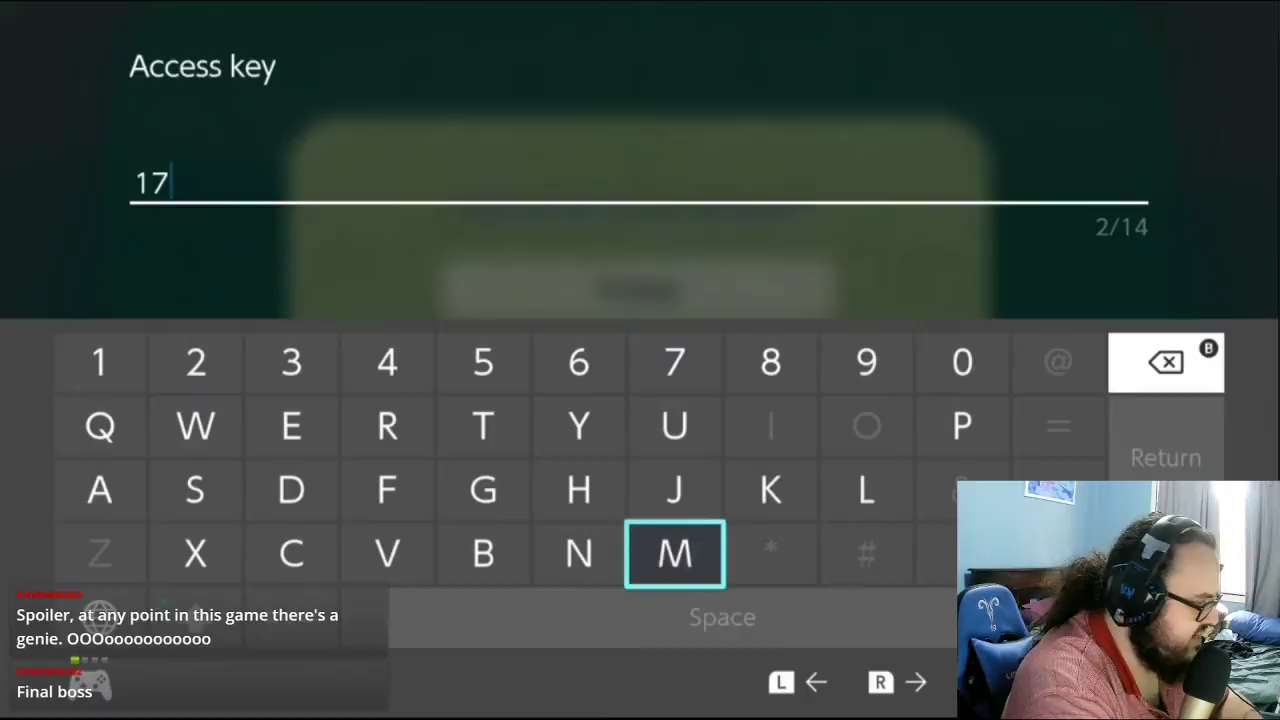 Access key
17
2/14
1 2 3 4 5 6 7 8 9 0 @
B
Q W E R T Y U I O P =
Return
A S D F G H J K L
Z X C V B N M * #
Space
Spoiler, at any point in this game there's a
genie. OOOooooooooooo
Final boss
L ← R →